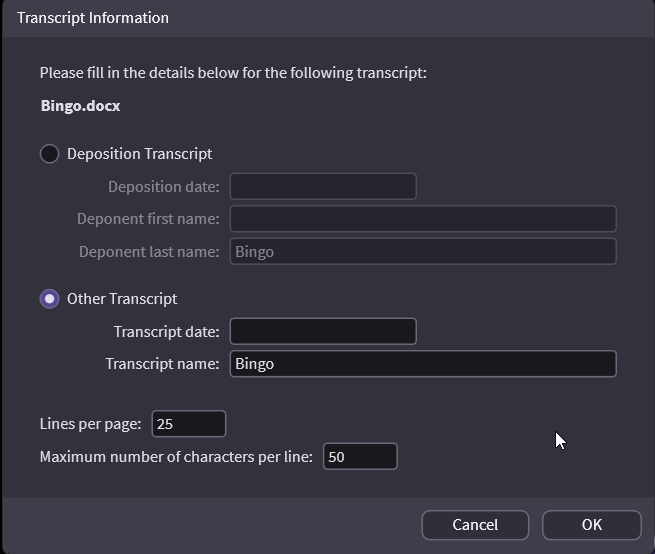 Transcript Information
Please fill in the details below for the following transcript:
Bingo.docx
Deposition Transcript
Deposition date:
Deponent first name:
Deponent last name: Bingo
Other Transcript
Transcript date:
Transcript name: Bingo
Lines per page: 25
Maximum number of characters per line: 50
Cancel OK